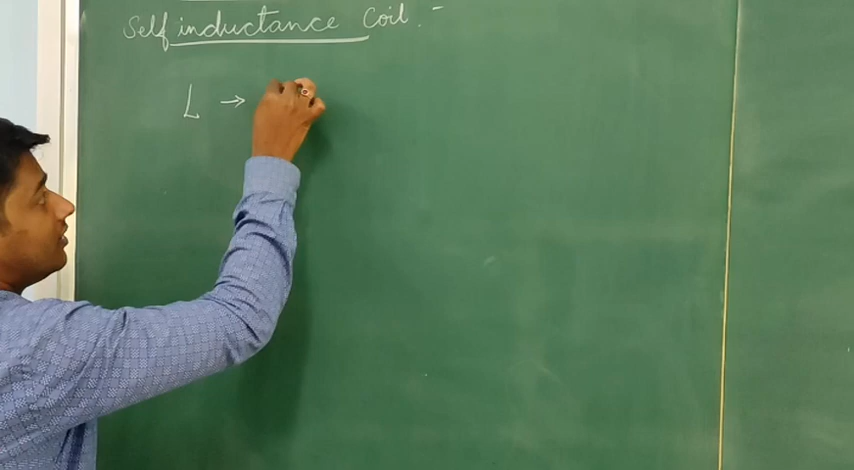 Self inductance Coil :-
L →